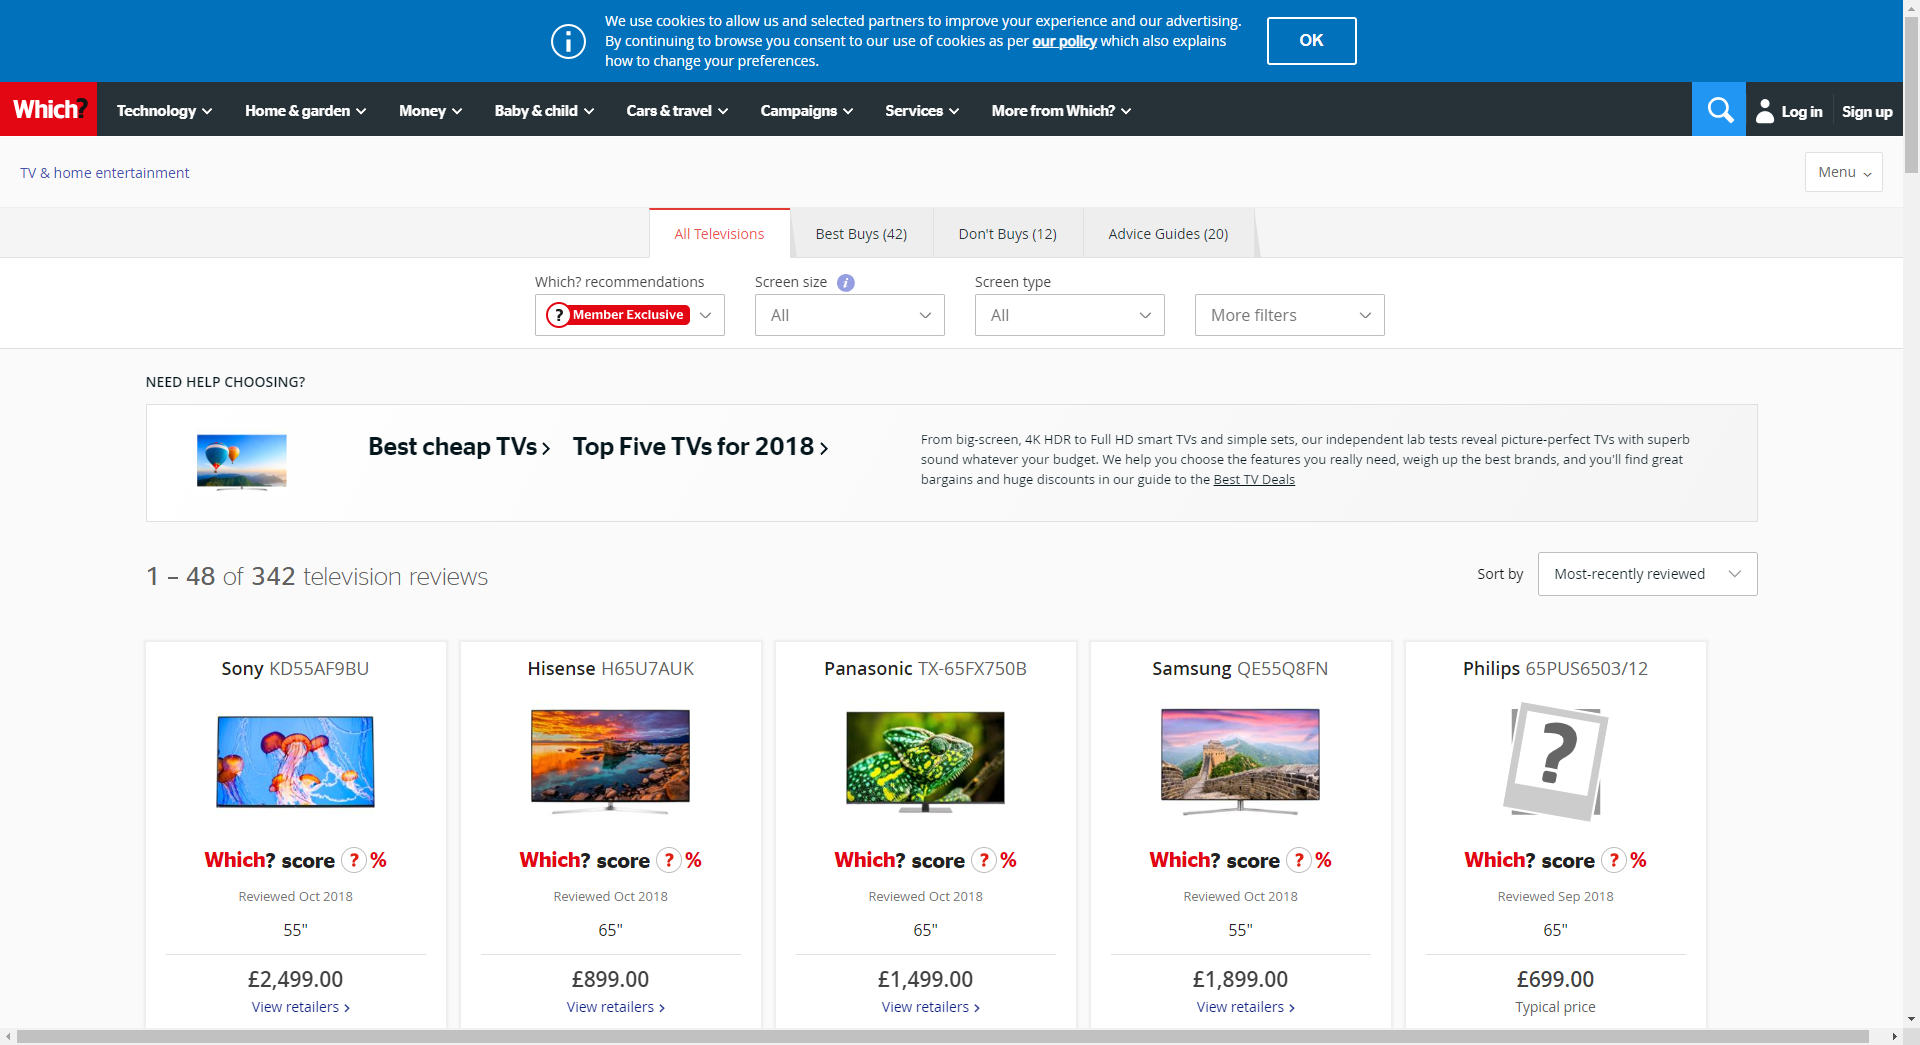 We use cookies to allow us and selected partners to improve your experience and our advertising.
By continuing to browse you consent to our use of cookies as per our policy which also explains
how to change your preferences.
OK
Which? Technology Home & garden Money Baby & child Cars & travel Campaigns Services More from Which? Log in Sign up
TV & home entertainment
Menu
All Televisions Best Buys (42) Don't Buys (12) Advice Guides (20)
Which? recommendations Screen size i Screen type
? Member Exclusive All All More filters
NEED HELP CHOOSING?
Best cheap TVs Top Five TVs for 2018
From big-screen, 4K HDR to Full HD smart TVs and simple sets, our independent lab tests reveal picture-perfect TVs with superb
sound whatever your budget. We help you choose the features you really need, weigh up the best brands, and you'll find great
bargains and huge discounts in our guide to the Best TV Deals
1 – 48 of 342 television reviews
Sort by Most-recently reviewed
Sony KD55AF9BU
Which? score ? %
Reviewed Oct 2018
55"
£2,499.00
View retailers
Hisense H65U7AUK
Which? score ? %
Reviewed Oct 2018
65"
£899.00
View retailers
Panasonic TX-65FX750B
Which? score ? %
Reviewed Oct 2018
65"
£1,499.00
View retailers
Samsung QE55Q8FN
Which? score ? %
Reviewed Oct 2018
55"
£1,899.00
View retailers
Philips 65PUS6503/12
?
Which? score ? %
Reviewed Sep 2018
65"
£699.00
Typical price